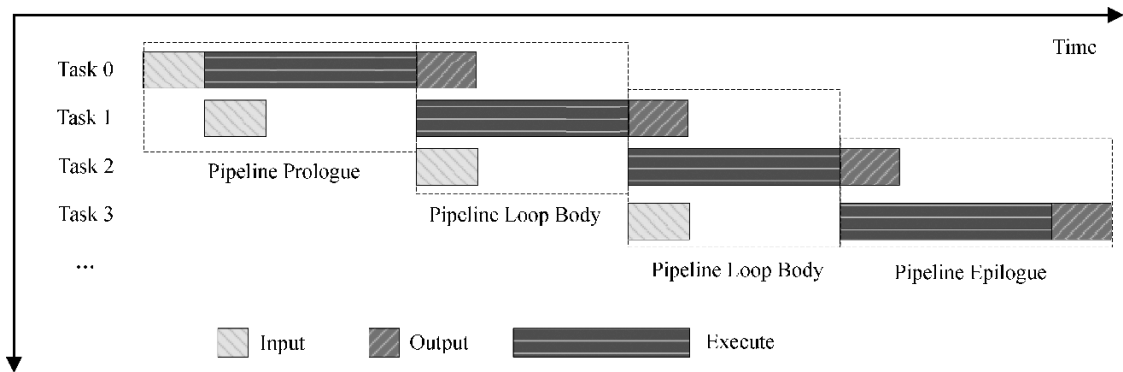 Time
Task 0
Task 1
Task 2
Pipeline Prologue
Task 3
Pipeline Loop Body
...
Pipeline Loop Body
Pipeline Epilogue
Input
Output
Execute